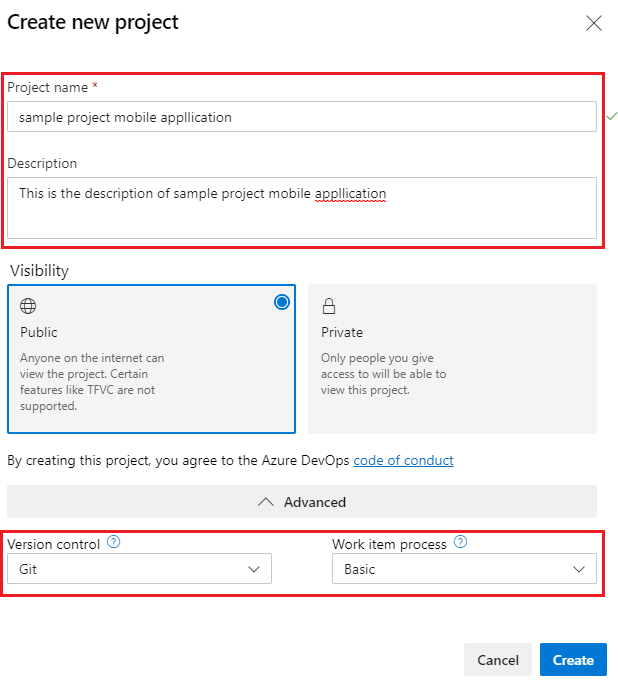 Create new project
Project name *
sample project mobile appllication
Description
This is the description of sample project mobile appllication
Visibility
Public
Anyone on the internet can
view the project. Certain
features like TFVC are not
supported.
Private
Only people you give
access to will be able to
view this project.
By creating this project, you agree to the Azure DevOps code of conduct
Advanced
Version control ?
Work item process ?
Git
Basic
Cancel
Create